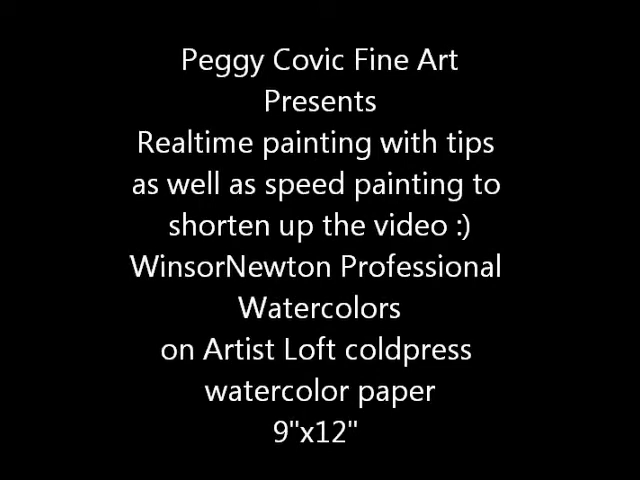 Peggy Covic Fine Art
Presents
Realtime painting with tips
as well as speed painting to
shorten up the video :)
WinsorNewton Professional
Watercolors
on Artist Loft coldpress
watercolor paper
9"x12"